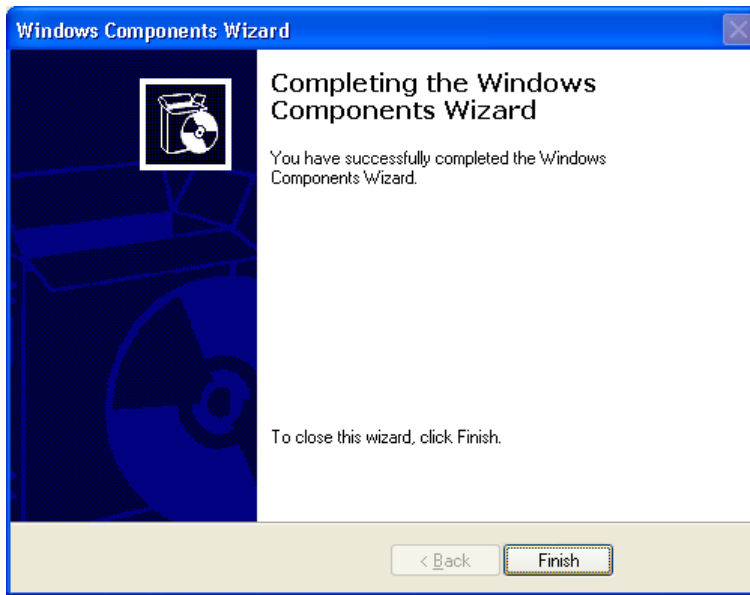 Windows Components Wizard
Completing the Windows
Components Wizard
You have successfully completed the Windows
Components Wizard.
To close this wizard, click Finish.
< Back
Finish